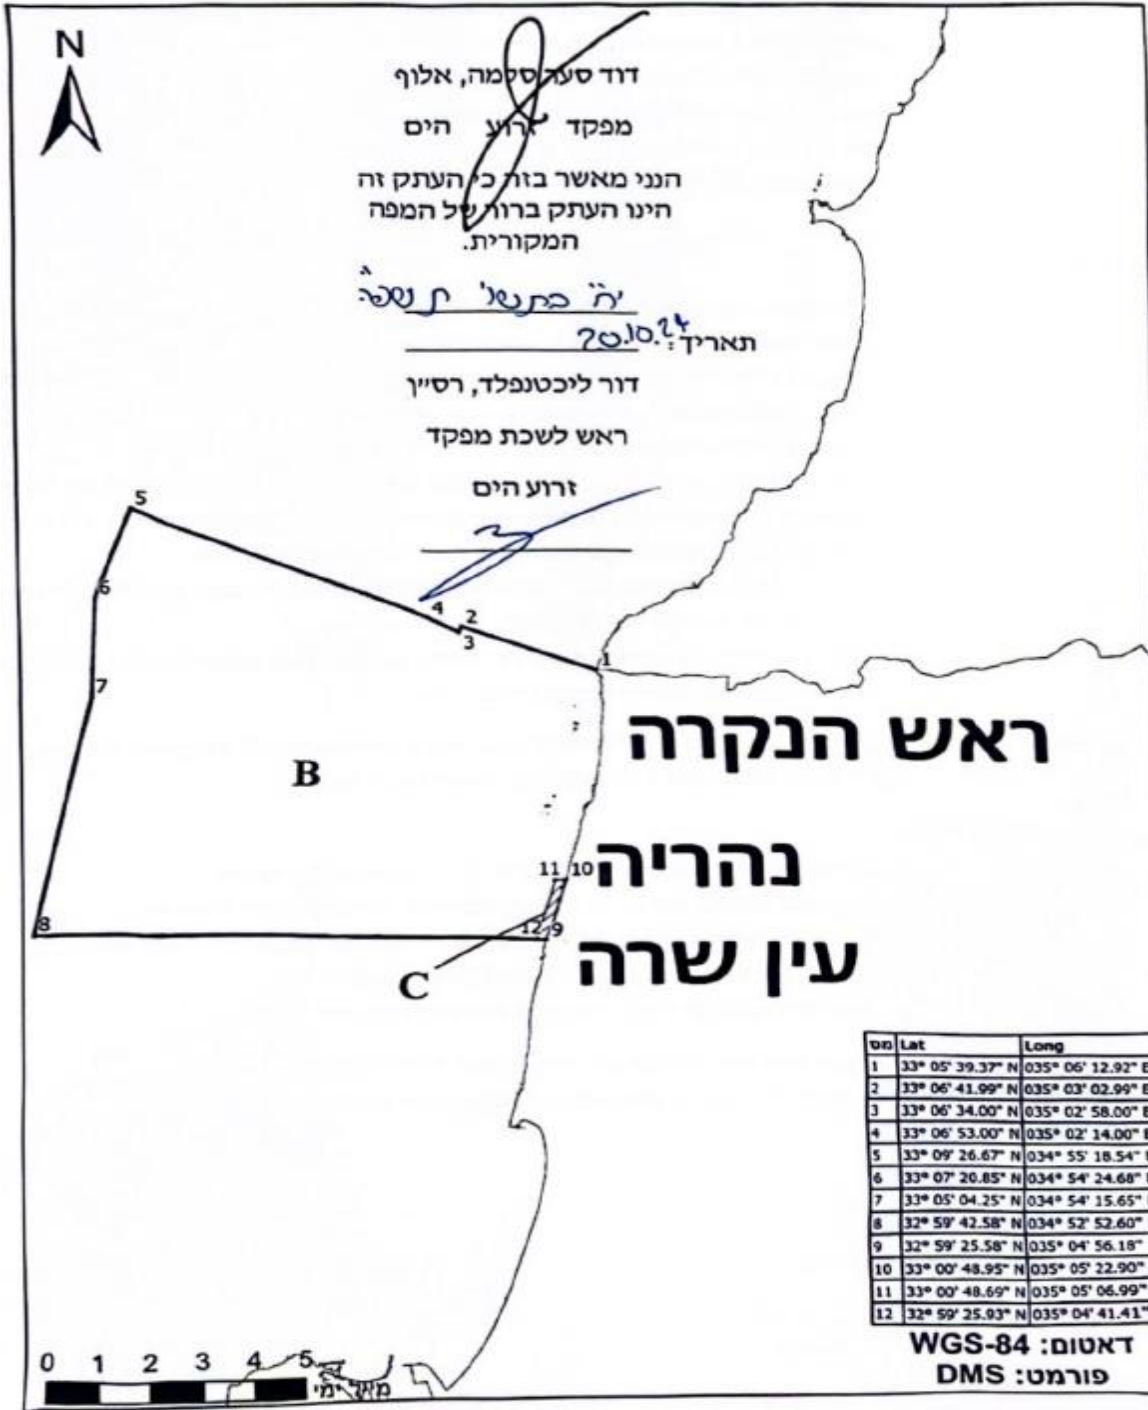 N
דוד סער סלמה, אלוף
מפקד זרוע הים
הנני מאשר בזה כי העתק זה
הינו העתק ברור של המפה
המקורית.
תאריך: 20.10.24
דור ליכטנפלד, רס״ן
ראש לשכת מפקד
זרוע הים
5
6
4
2
3
1
7
ראש הנקרה
B
נהריה
11 10
8
12 9
עין שרה
C
מס Lat Long
1 33° 05' 39.37" N 035° 06' 12.92" E
2 33° 06' 41.99" N 035° 03' 02.99" E
3 33° 06' 34.00" N 035° 02' 58.00" E
4 33° 06' 53.00" N 035° 02' 14.00" E
5 33° 09' 26.67" N 034° 55' 18.54"
6 33° 07' 20.85" N 034° 54' 24.68"
7 33° 05' 04.25" N 034° 54' 15.65"
8 32° 59' 42.58" N 034° 52' 52.60"
9 32° 59' 25.58" N 035° 04' 56.18"
10 33° 00' 48.95" N 035° 05' 22.90"
11 33° 00' 48.69" N 035° 05' 06.99"
12 32° 59' 25.93" N 035° 04' 41.41"
דאטום: WGS-84
פורמט: DMS
0 1 2 3 4 5
מייל ימי